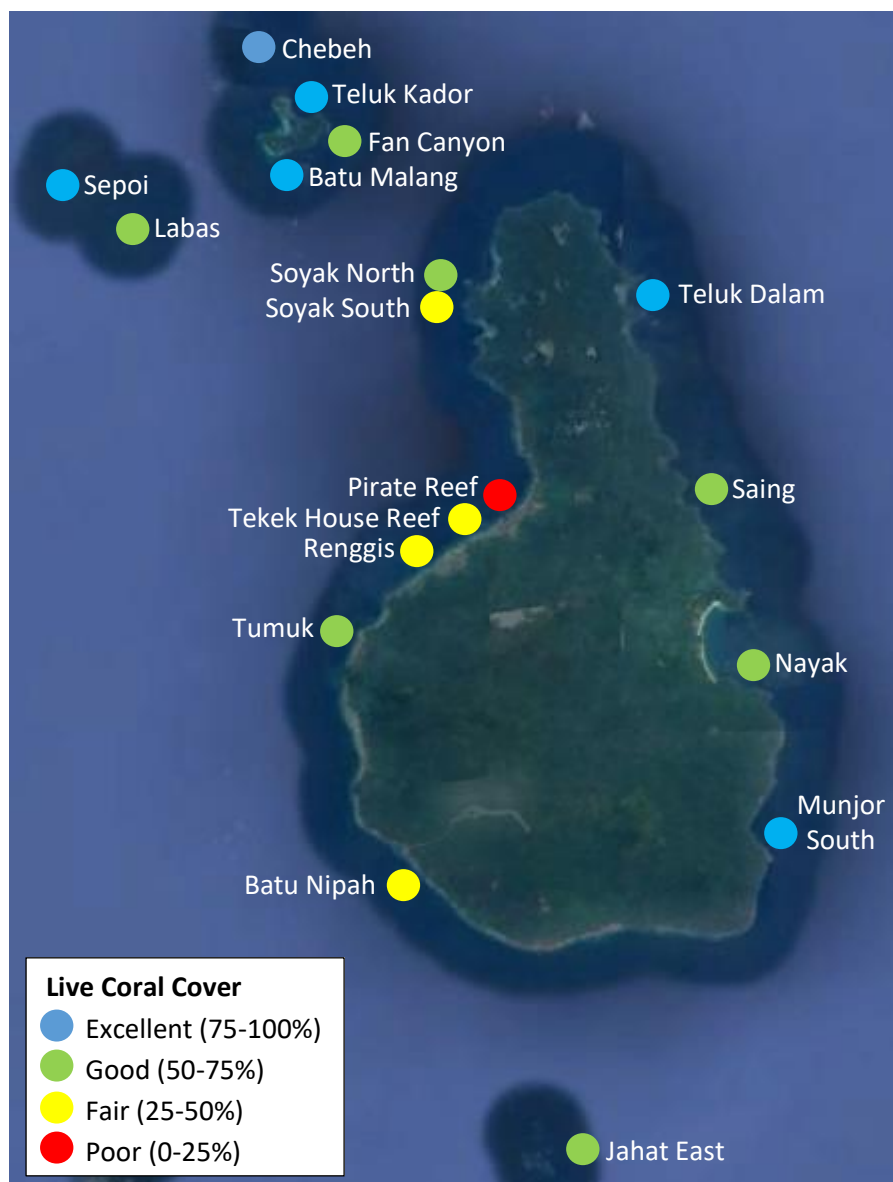 Chebeh
Teluk Kador
Fan Canyon
Batu Malang
Sepoi
Labas
Soyak North
Soyak South
Teluk Dalam
Pirate Reef
Saing
Tekek House Reef
Renggis
Tumuk
Nayak
Munjor
South
Batu Nipah
Live Coral Cover
Excellent (75-100%)
Good (50-75%)
Fair (25-50%)
Poor (0-25%)
Jahat East